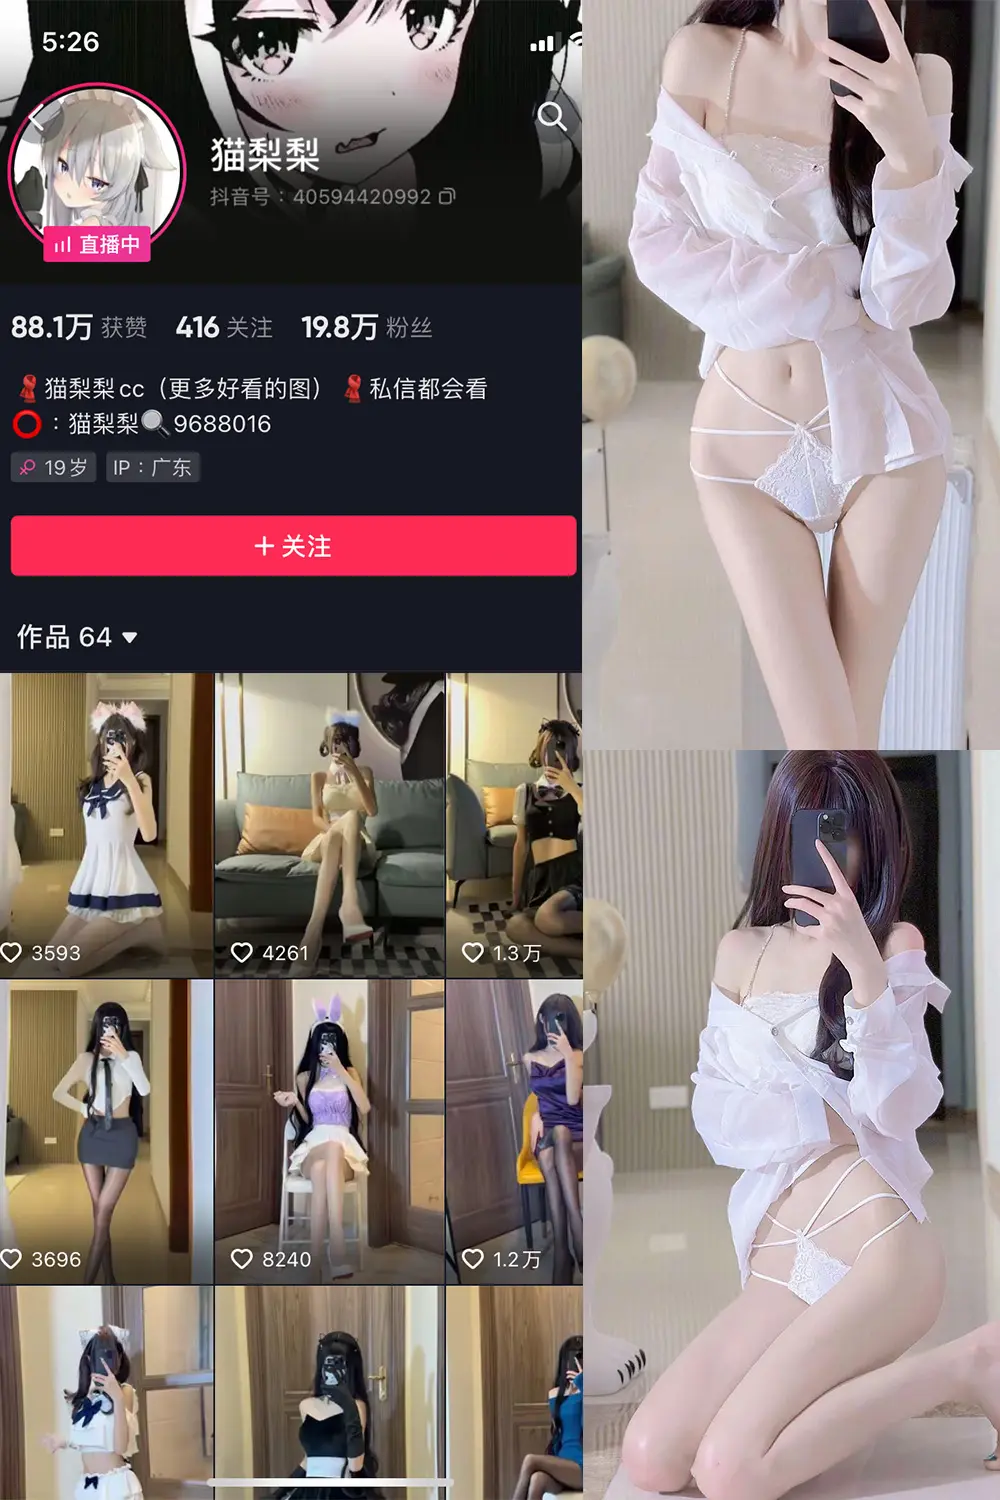 5:26
猫梨梨
抖音号：40594420992
直播中
88.1万 获赞 416 关注 19.8万 粉丝
🧣猫梨梨cc（更多好看的图）🧣私信都会看
⭕：猫梨梨🔍9688016
19岁 IP：广东
+ 关注
作品 64
3593 4261 1.3万
3696 8240 1.2万